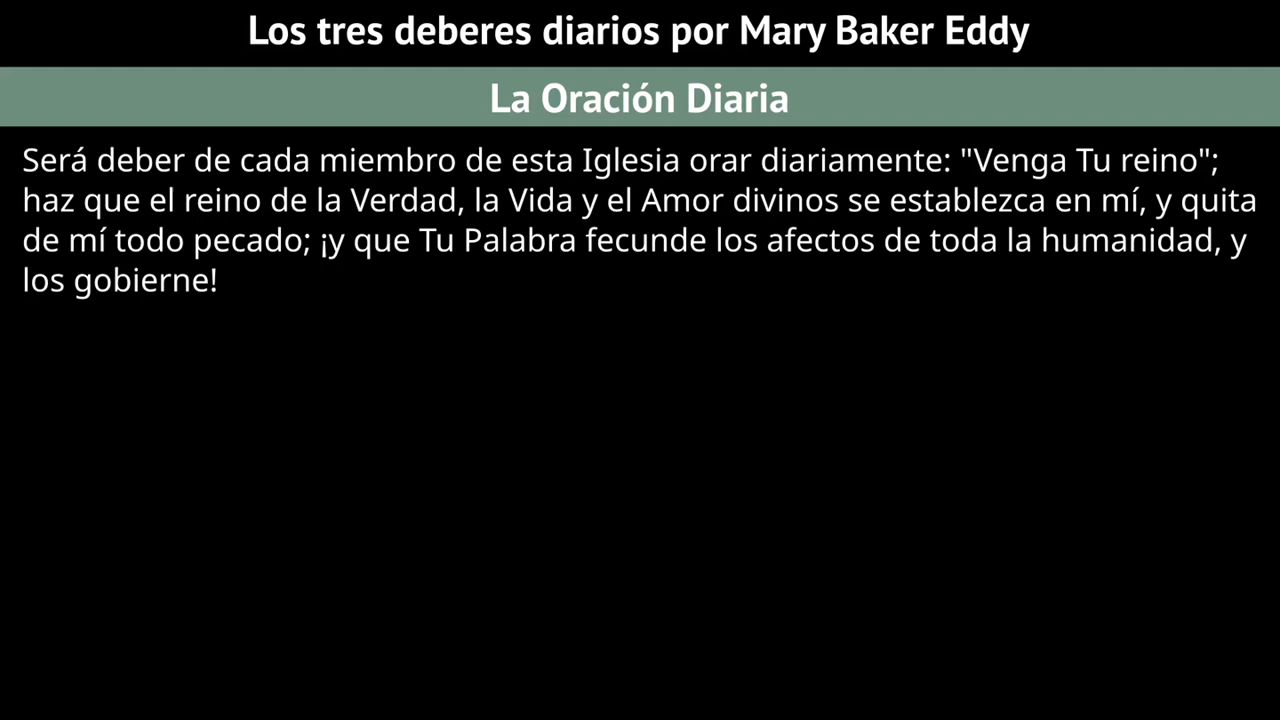 Los tres deberes diarios por Mary Baker Eddy
La Oración Diaria
Será deber de cada miembro de esta Iglesia orar diariamente: "Venga Tu reino";
haz que el reino de la Verdad, la Vida y el Amor divinos se establezca en mí, y quita
de mí todo pecado; ¡y que Tu Palabra fecunde los afectos de toda la humanidad, y
los gobierne!